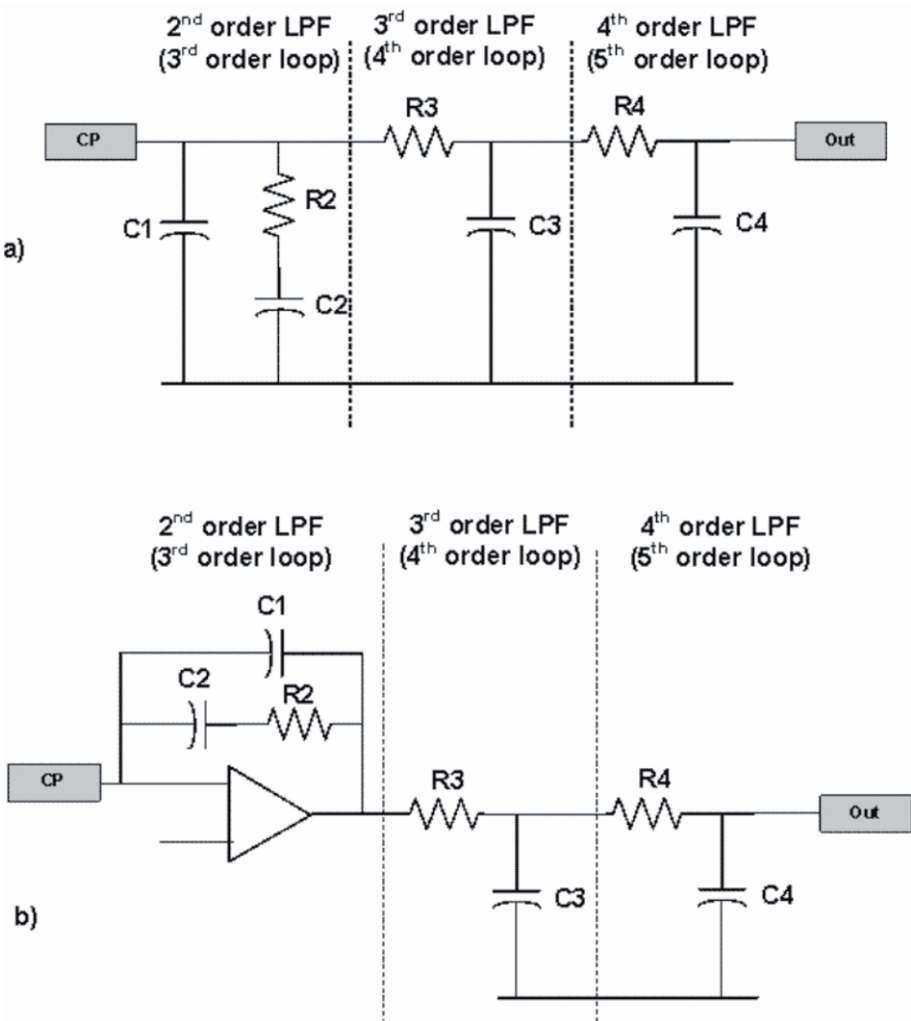 2nd order LPF
(3rd order loop)
3rd order LPF
(4th order loop)
4th order LPF
(5th order loop)
CP
R3
R4
Out
C1
R2
C3
C4
a)
C2
2nd order LPF
(3rd order loop)
3rd order LPF
(4th order loop)
4th order LPF
(5th order loop)
C1
C2
R2
CP
R3
R4
Out
C3
C4
b)